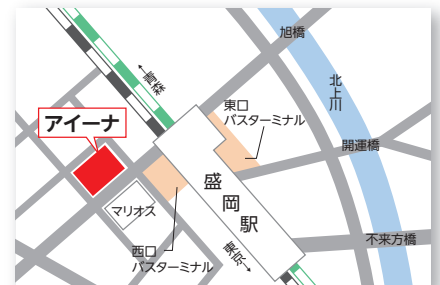 旭橋
北上川
↑青森
東口
バスターミナル
アイーナ
開運橋
盛岡駅
マリオス
不来方橋
西口
バスターミナル
東京↓